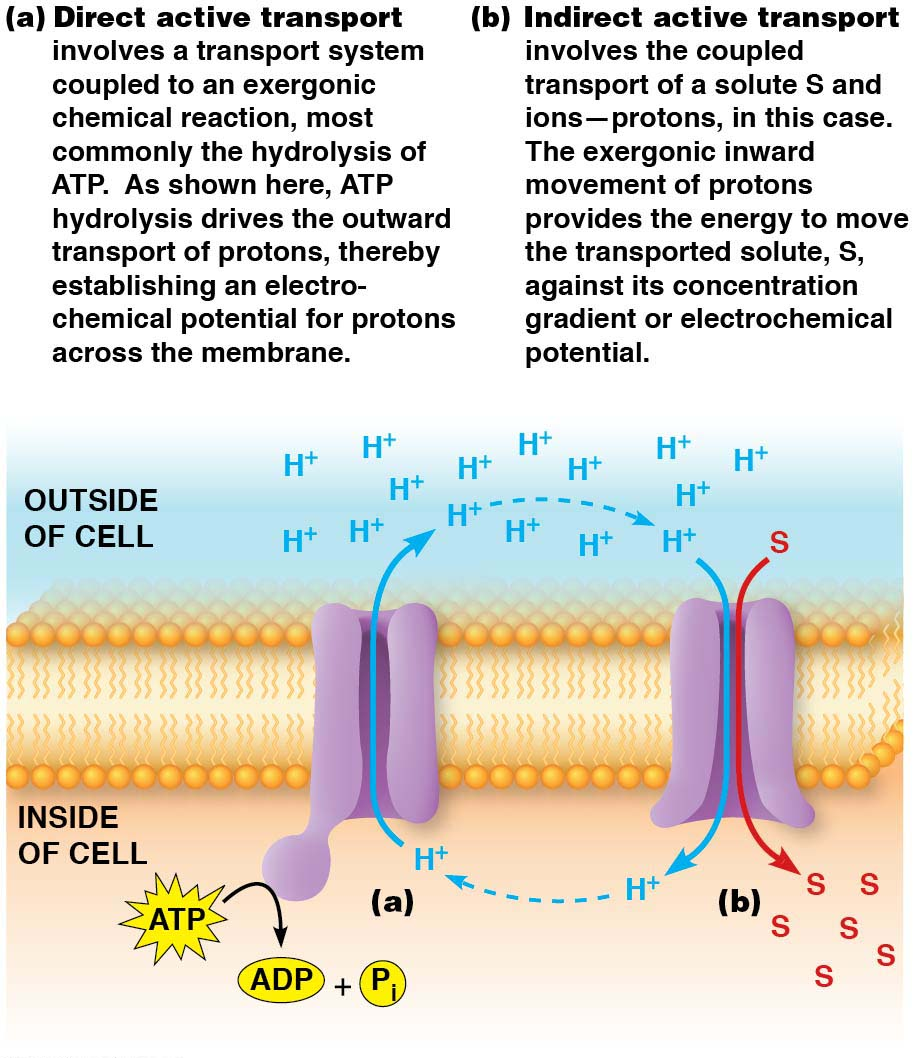 (a) Direct active transport
involves a transport system
coupled to an exergonic
chemical reaction, most
commonly the hydrolysis of
ATP. As shown here, ATP
hydrolysis drives the outward
transport of protons, thereby
establishing an electro-
chemical potential for protons
across the membrane.
(b) Indirect active transport
involves the coupled
transport of a solute S and
ions—protons, in this case.
The exergonic inward
movement of protons
provides the energy to move
the transported solute, S,
against its concentration
gradient or electrochemical
potential.
H+ H+ H+ H+ H+ H+ H+
H+ H+
OUTSIDE
OF CELL
H+ H+ H+ H+ H+ H+ S
INSIDE
OF CELL
H+ H+
(a) (b)
S S
S S
S S
ATP
ADP + Pi